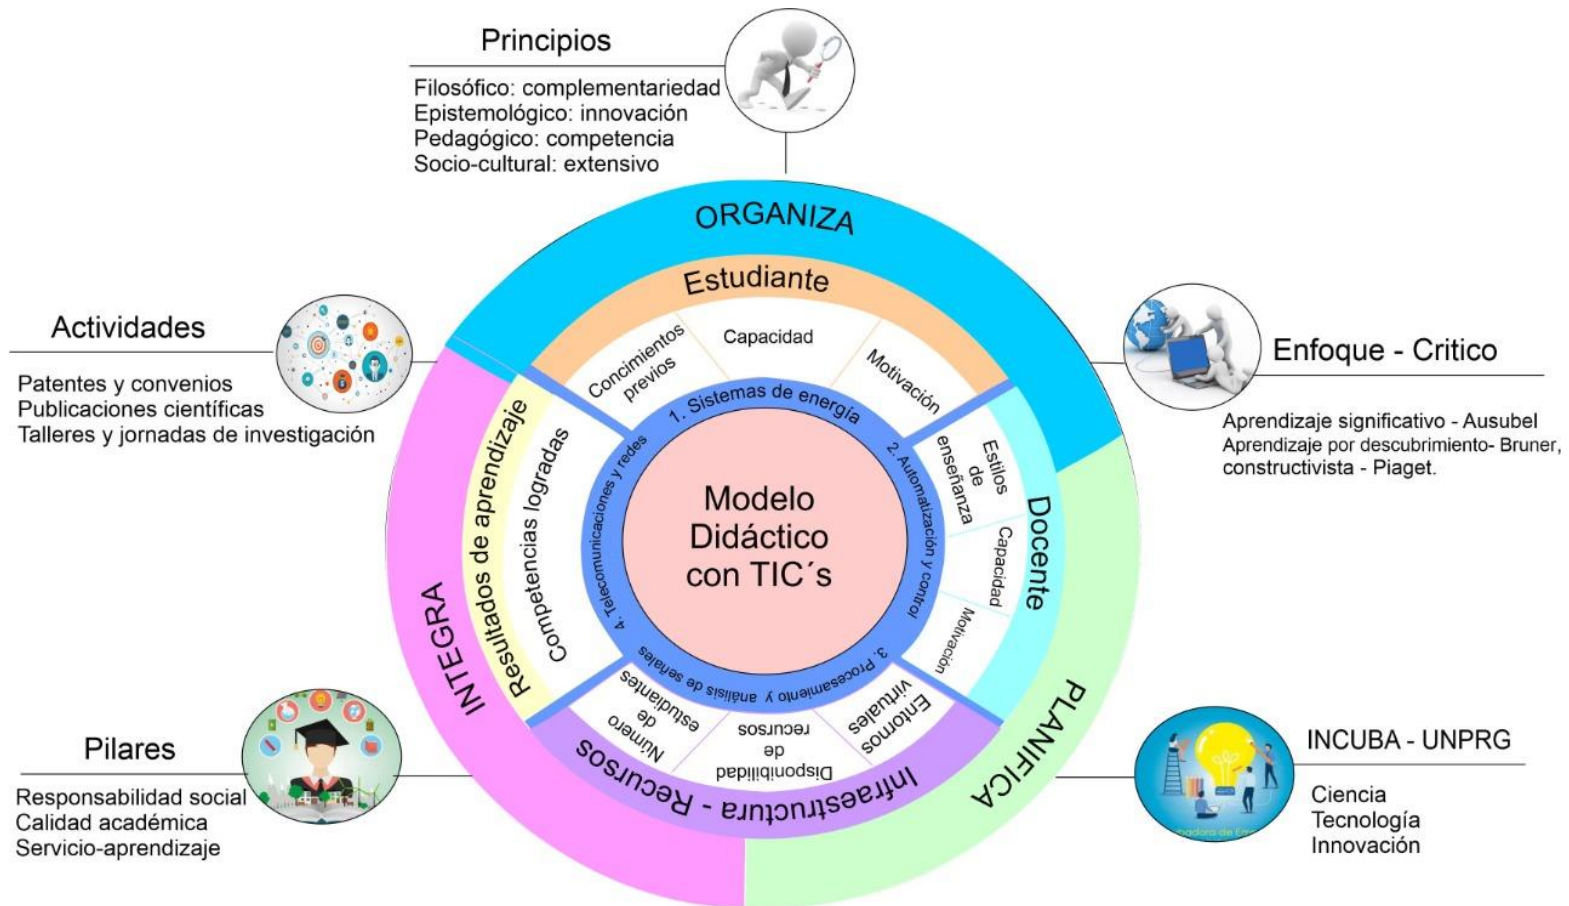 Principios
Filosófico: complementariedad
Epistemológico: innovación
Pedagógico: competencia
Socio-cultural: extensivo
Actividades
Patentes y convenios
Publicaciones científicas
Talleres y jornadas de investigación
Enfoque - Critico
Aprendizaje significativo - Ausubel
Aprendizaje por descubrimiento- Bruner,
constructivista - Piaget.
Pilares
Responsabilidad social
Calidad académica
Servicio-aprendizaje
INCUBA - UNPRG
Ciencia
Tecnología
Innovación
ORGANIZA
PLANIFICA
INTEGRA
Estudiante
Concimientos
previos
Capacidad
Motivación
Docente
Estilos
de
enseñanza
Capacidad
Motivación
Infraestructura - Recursos
Entornos
virtuales
Disponibilidad
de
recursos
Número
de
estudiantes
Resultados de aprendizaje
Competencias logradas
1. Sistemas de energía
2. Automatización y control
3. Procesamiento y análisis de señales
4. Telecomunicaciones y redes
Modelo
Didáctico
con TIC´s